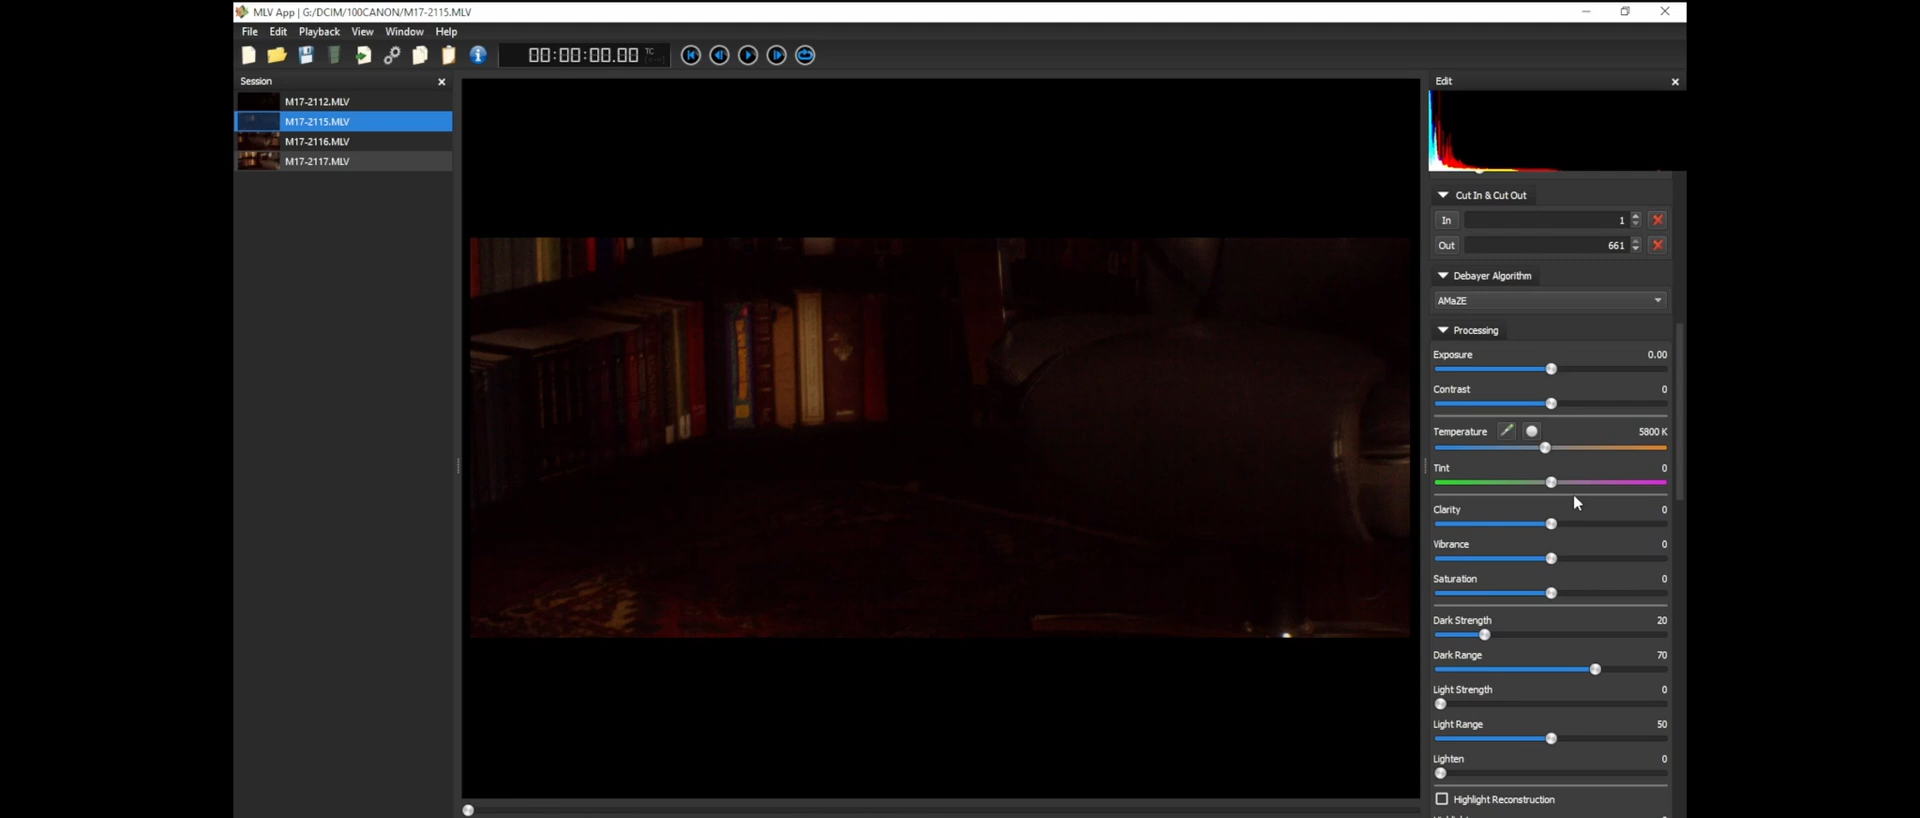 MLV App | G:/DCIM/100CANON/M17-2115.MLV
File Edit Playback View Window Help
00:00:00.00 TC
Session
M17-2112.MLV
M17-2115.MLV
M17-2116.MLV
M17-2117.MLV
Edit
Cut In & Cut Out
In 1
Out 661
Debayer Algorithm
AMaZE
Processing
Exposure 0.00
Contrast 0
Temperature 5800 K
Tint 0
Clarity 0
Vibrance 0
Saturation 0
Dark Strength 20
Dark Range 70
Light Strength 0
Light Range 50
Lighten 0
Highlight Reconstruction